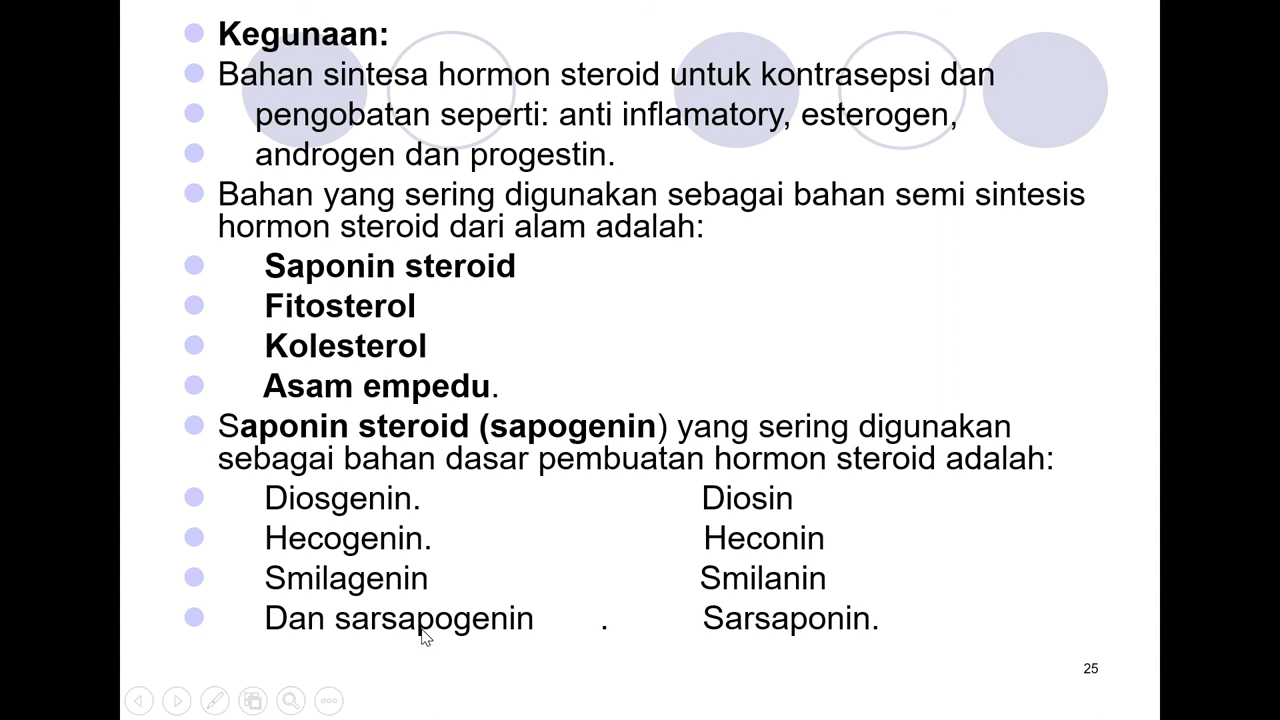 Kegunaan:
Bahan sintesa hormon steroid untuk kontrasepsi dan
pengobatan seperti: anti inflamatory, esterogen,
androgen dan progestin.
Bahan yang sering digunakan sebagai bahan semi sintesis
hormon steroid dari alam adalah:
Saponin steroid
Fitosterol
Kolesterol
Asam empedu.
Saponin steroid (sapogenin) yang sering digunakan
sebagai bahan dasar pembuatan hormon steroid adalah:
Diosgenin. Diosin
Hecogenin. Heconin
Smilagenin Smilanin
Dan sarsapogenin . Sarsaponin.
25